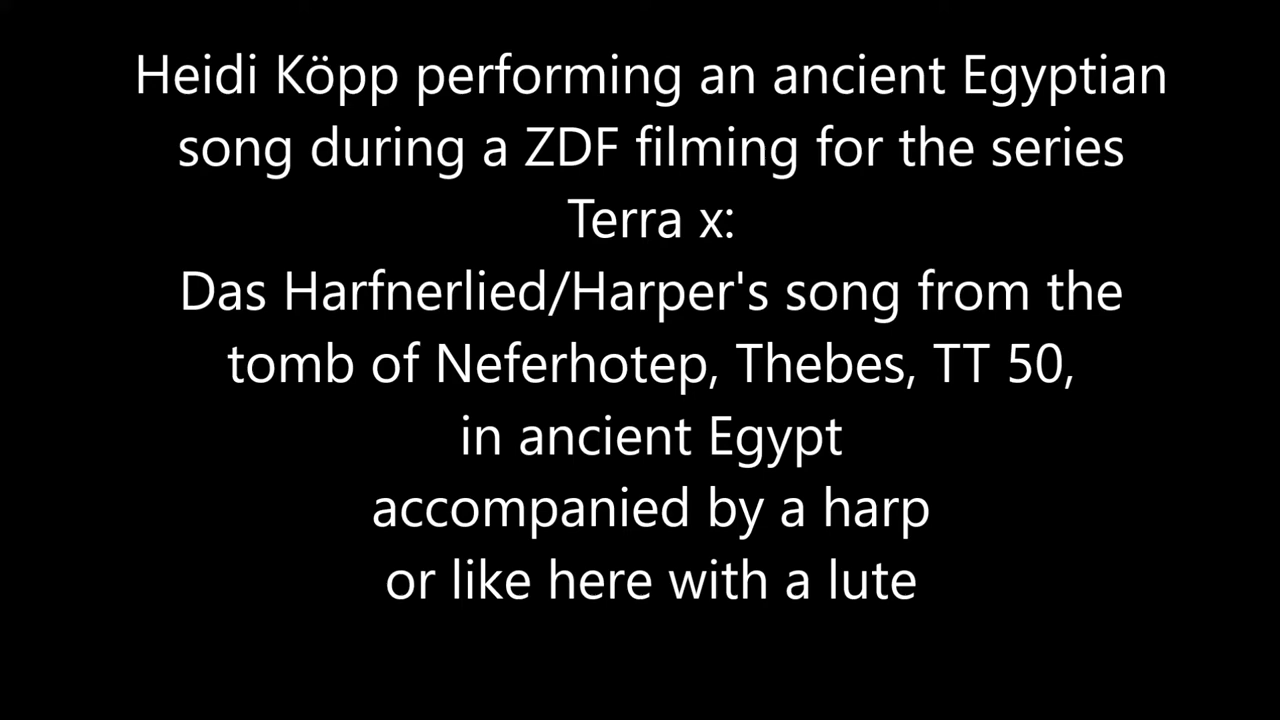 Heidi Köpp performing an ancient Egyptian
song during a ZDF filming for the series
Terra x:
Das Harfnerlied/Harper's song from the
tomb of Neferhotep, Thebes, TT 50,
in ancient Egypt
accompanied by a harp
or like here with a lute